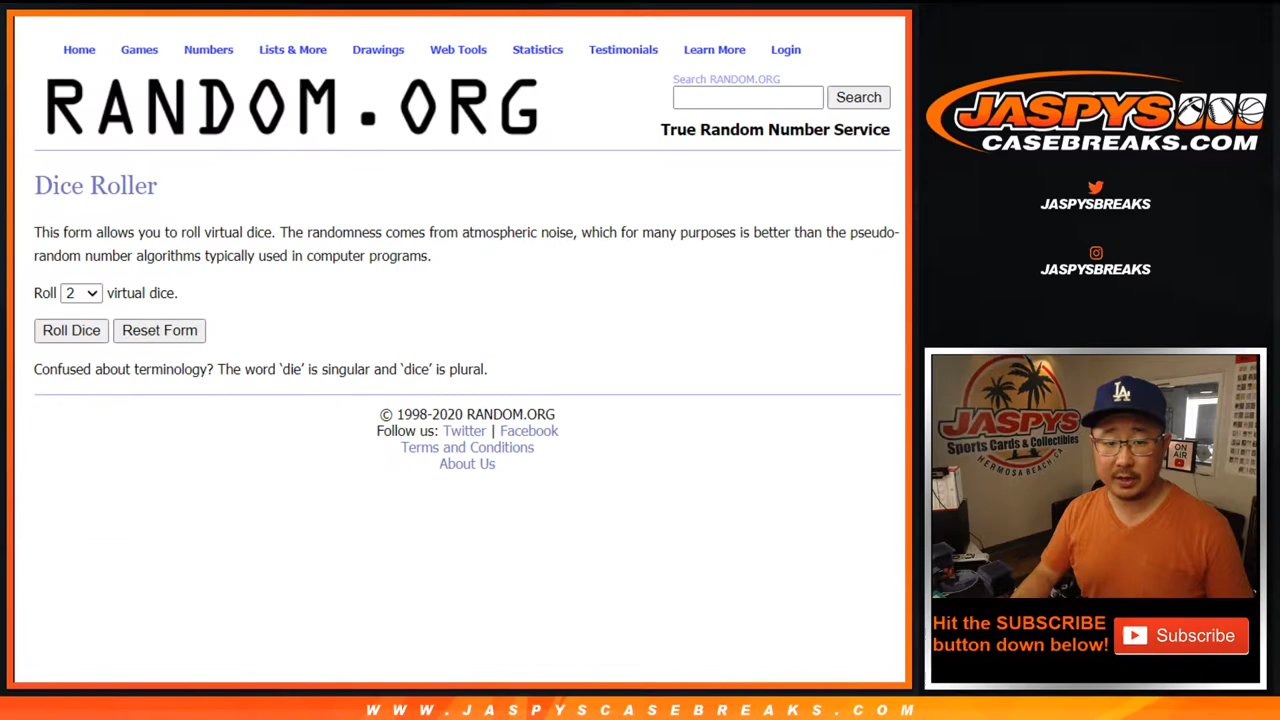 Home Games Numbers Lists & More Drawings Web Tools Statistics Testimonials Learn More Login
RANDOM.ORG
Search RANDOM.ORG
Search
True Random Number Service
Dice Roller
This form allows you to roll virtual dice. The randomness comes from atmospheric noise, which for many purposes is better than the pseudo-
random number algorithms typically used in computer programs.
Roll 2 virtual dice.
Roll Dice Reset Form
Confused about terminology? The word ‘die’ is singular and ‘dice’ is plural.
© 1998-2020 RANDOM.ORG
Follow us: Twitter | Facebook
Terms and Conditions
About Us
JASPYS
CASEBREAKS.COM
JASPYSBREAKS
JASPYSBREAKS
JASPYS
Sports Cards & Collectibles
HERMOSA BEACH, CA
LA
ON
AIR
Hit the SUBSCRIBE
button down below!
Subscribe
WWW.JASPYSCASEBREAKS.COM